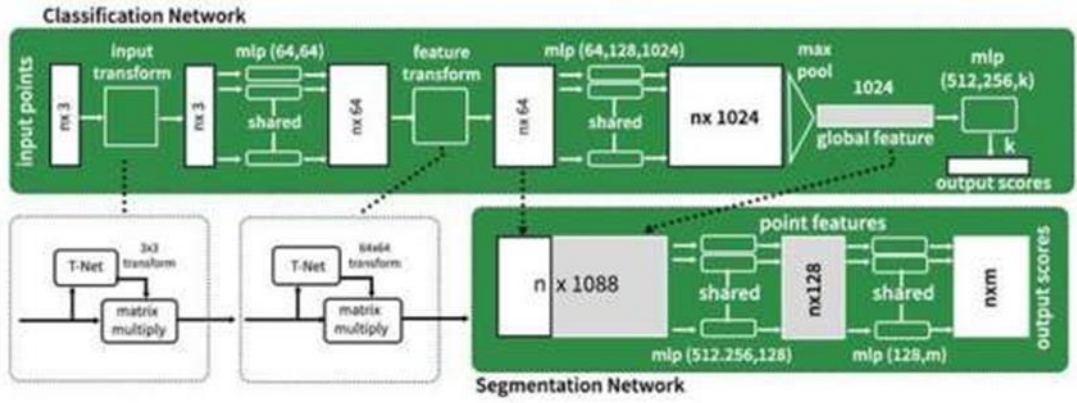 Classification Network
input points
nx 3
input
transform
nx 3
mlp (64,64)
shared
nx 64
feature
transform
nx 64
mlp (64,128,1024)
shared
nx 1024
max
pool
1024
global feature
mlp
(512,256,k)
k
output scores
T-Net
3x3
transform
matrix
multiply
T-Net
64x64
transform
matrix
multiply
n x 1088
point features
shared
mlp (512.256,128)
nx128
shared
mlp (128,m)
nxm
output scores
Segmentation Network